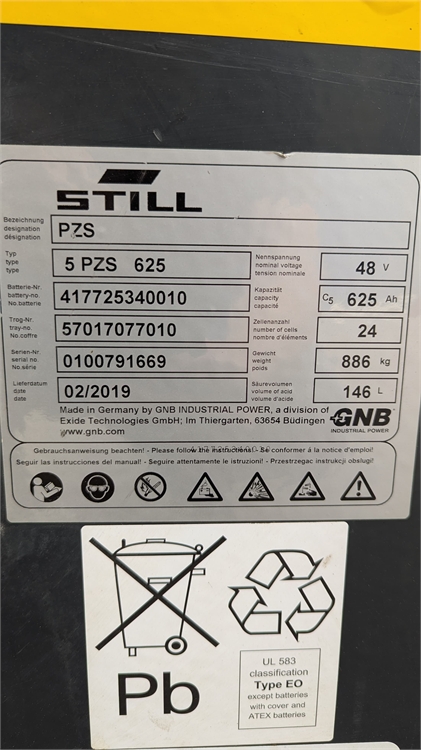 STILL
Bezeichnung
designation
désignation
PZS
Typ
type
type
5 PZS 625
Nennspannung
nominal voltage
tension nominale
48 V
Batterie-Nr.
battery-no.
No.batterie
417725340010
Kapazität
capacity
capacité
C5 625 Ah
Trog-Nr.
tray-no.
No.coffre
57017077010
Zellenanzahl
number of cells
nombre d'éléments
24
Serien-Nr
serial no.
No.série
0100791669
Gewicht
weight
poids
886 kg
Lieferdatum
date
date
02/2019
Säurevolumen
volume of acid
volume d'acide
146 L
Made in Germany by GNB INDUSTRIAL POWER, a division of
Exide Technologies GmbH; Im Thiergarten, 63654 Büdingen
www.gnb.com
GNB
INDUSTRIAL POWER
Gebrauchsanweisung beachten! - Please follow the instructions! - Se conformer à la notice d'emploi!
Seguir las instrucciones del manual! - Seguire attentamente le istruzioni! - Przestrzegac instrukcji obslugi!
Pb
UL 583
classification
Type EO
except batteries
with cover and
ATEX batteries